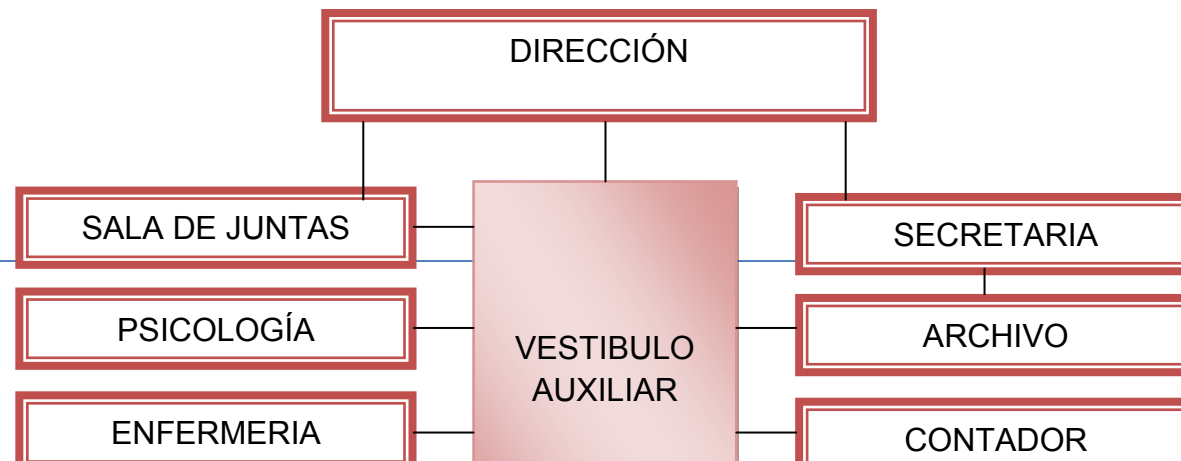 DIRECCIÓN
SALA DE JUNTAS
SECRETARIA
PSICOLOGÍA
ARCHIVO
VESTIBULO
AUXILIAR
ENFERMERIA
CONTADOR